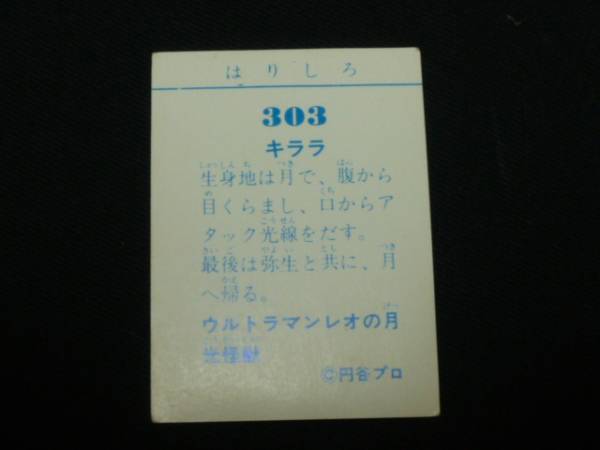 はりしろ
303
キララ
生身地は月で、腹から
目くらまし、口からア
タック光線をだす。
最後は弥生と共に、月
へ帰る。
ウルトラマンレオの月
光怪獣
©円谷プロ